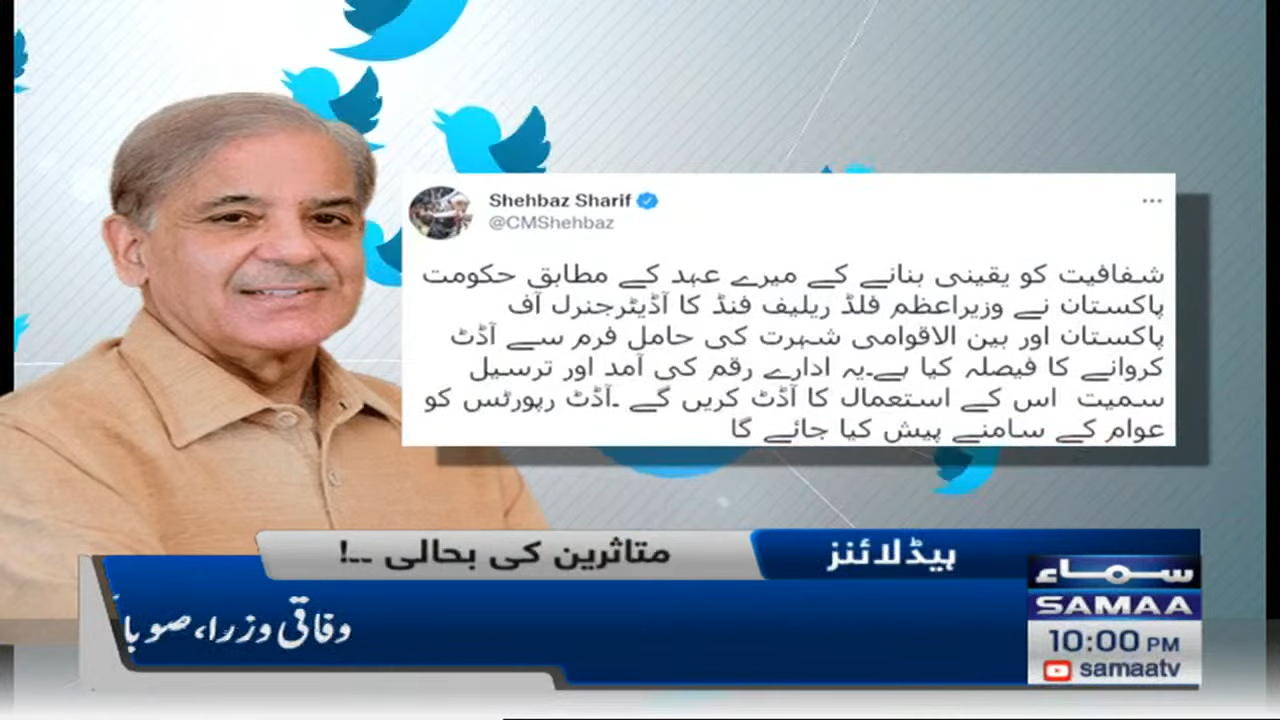 Shehbaz Sharif
@CMShehbaz
شفافیت کو یقینی بنانے کے میرے عہد کے مطابق حکومت
پاکستان نے وزیراعظم فلڈ ریلیف فنڈ کا آڈیٹرجنرل آف
پاکستان اور بین الاقوامی شہرت کی حامل فرم سے آڈٹ
کروانے کا فیصلہ کیا ہے۔یہ ادارے رقم کی آمد اور ترسیل
سمیت اس کے استعمال کا آڈٹ کریں گے ۔آڈٹ رپورٹس کو
عوام کے سامنے پیش کیا جائے گا
ہیڈلائنز
متاثرین کی بحالی ۔۔!
وفاقی وزرا، صوبا
سماء
SAMAA
10:00 PM
samaatv